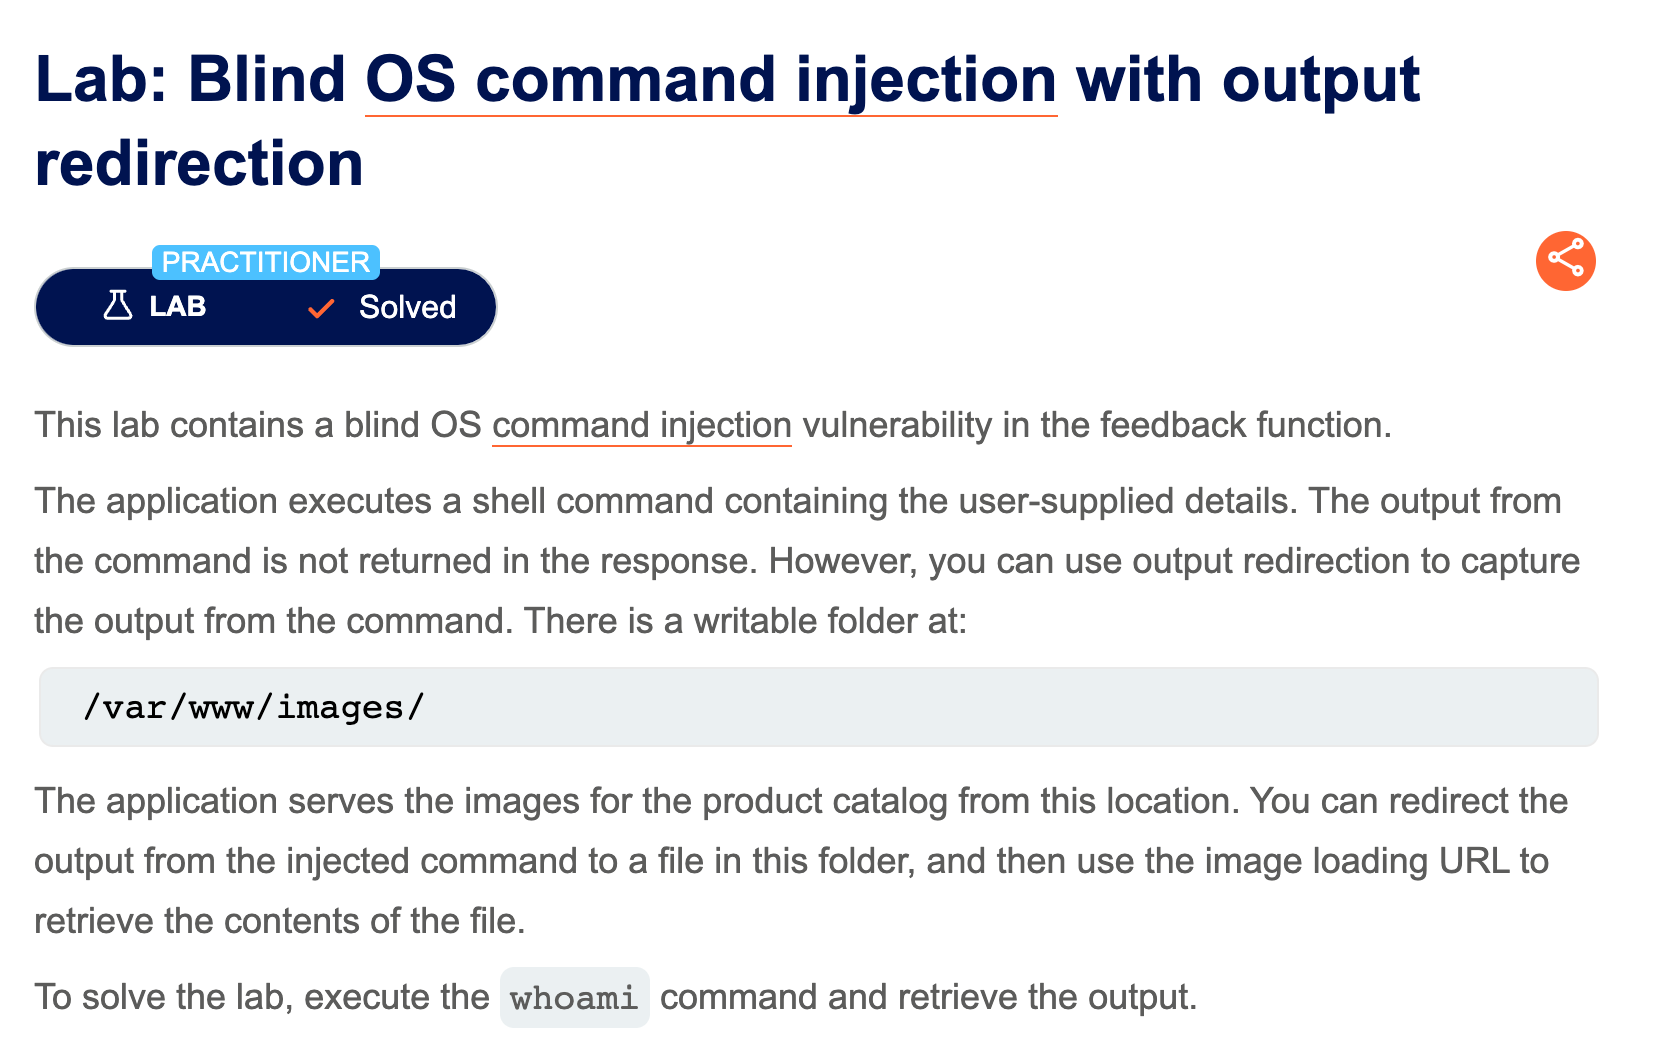 Lab: Blind OS command injection with output
redirection
PRACTITIONER
LAB
Solved
This lab contains a blind OS command injection vulnerability in the feedback function.
The application executes a shell command containing the user-supplied details. The output from
the command is not returned in the response. However, you can use output redirection to capture
the output from the command. There is a writable folder at:
/var/www/images/
The application serves the images for the product catalog from this location. You can redirect the
output from the injected command to a file in this folder, and then use the image loading URL to
retrieve the contents of the file.
To solve the lab, execute the whoami command and retrieve the output.